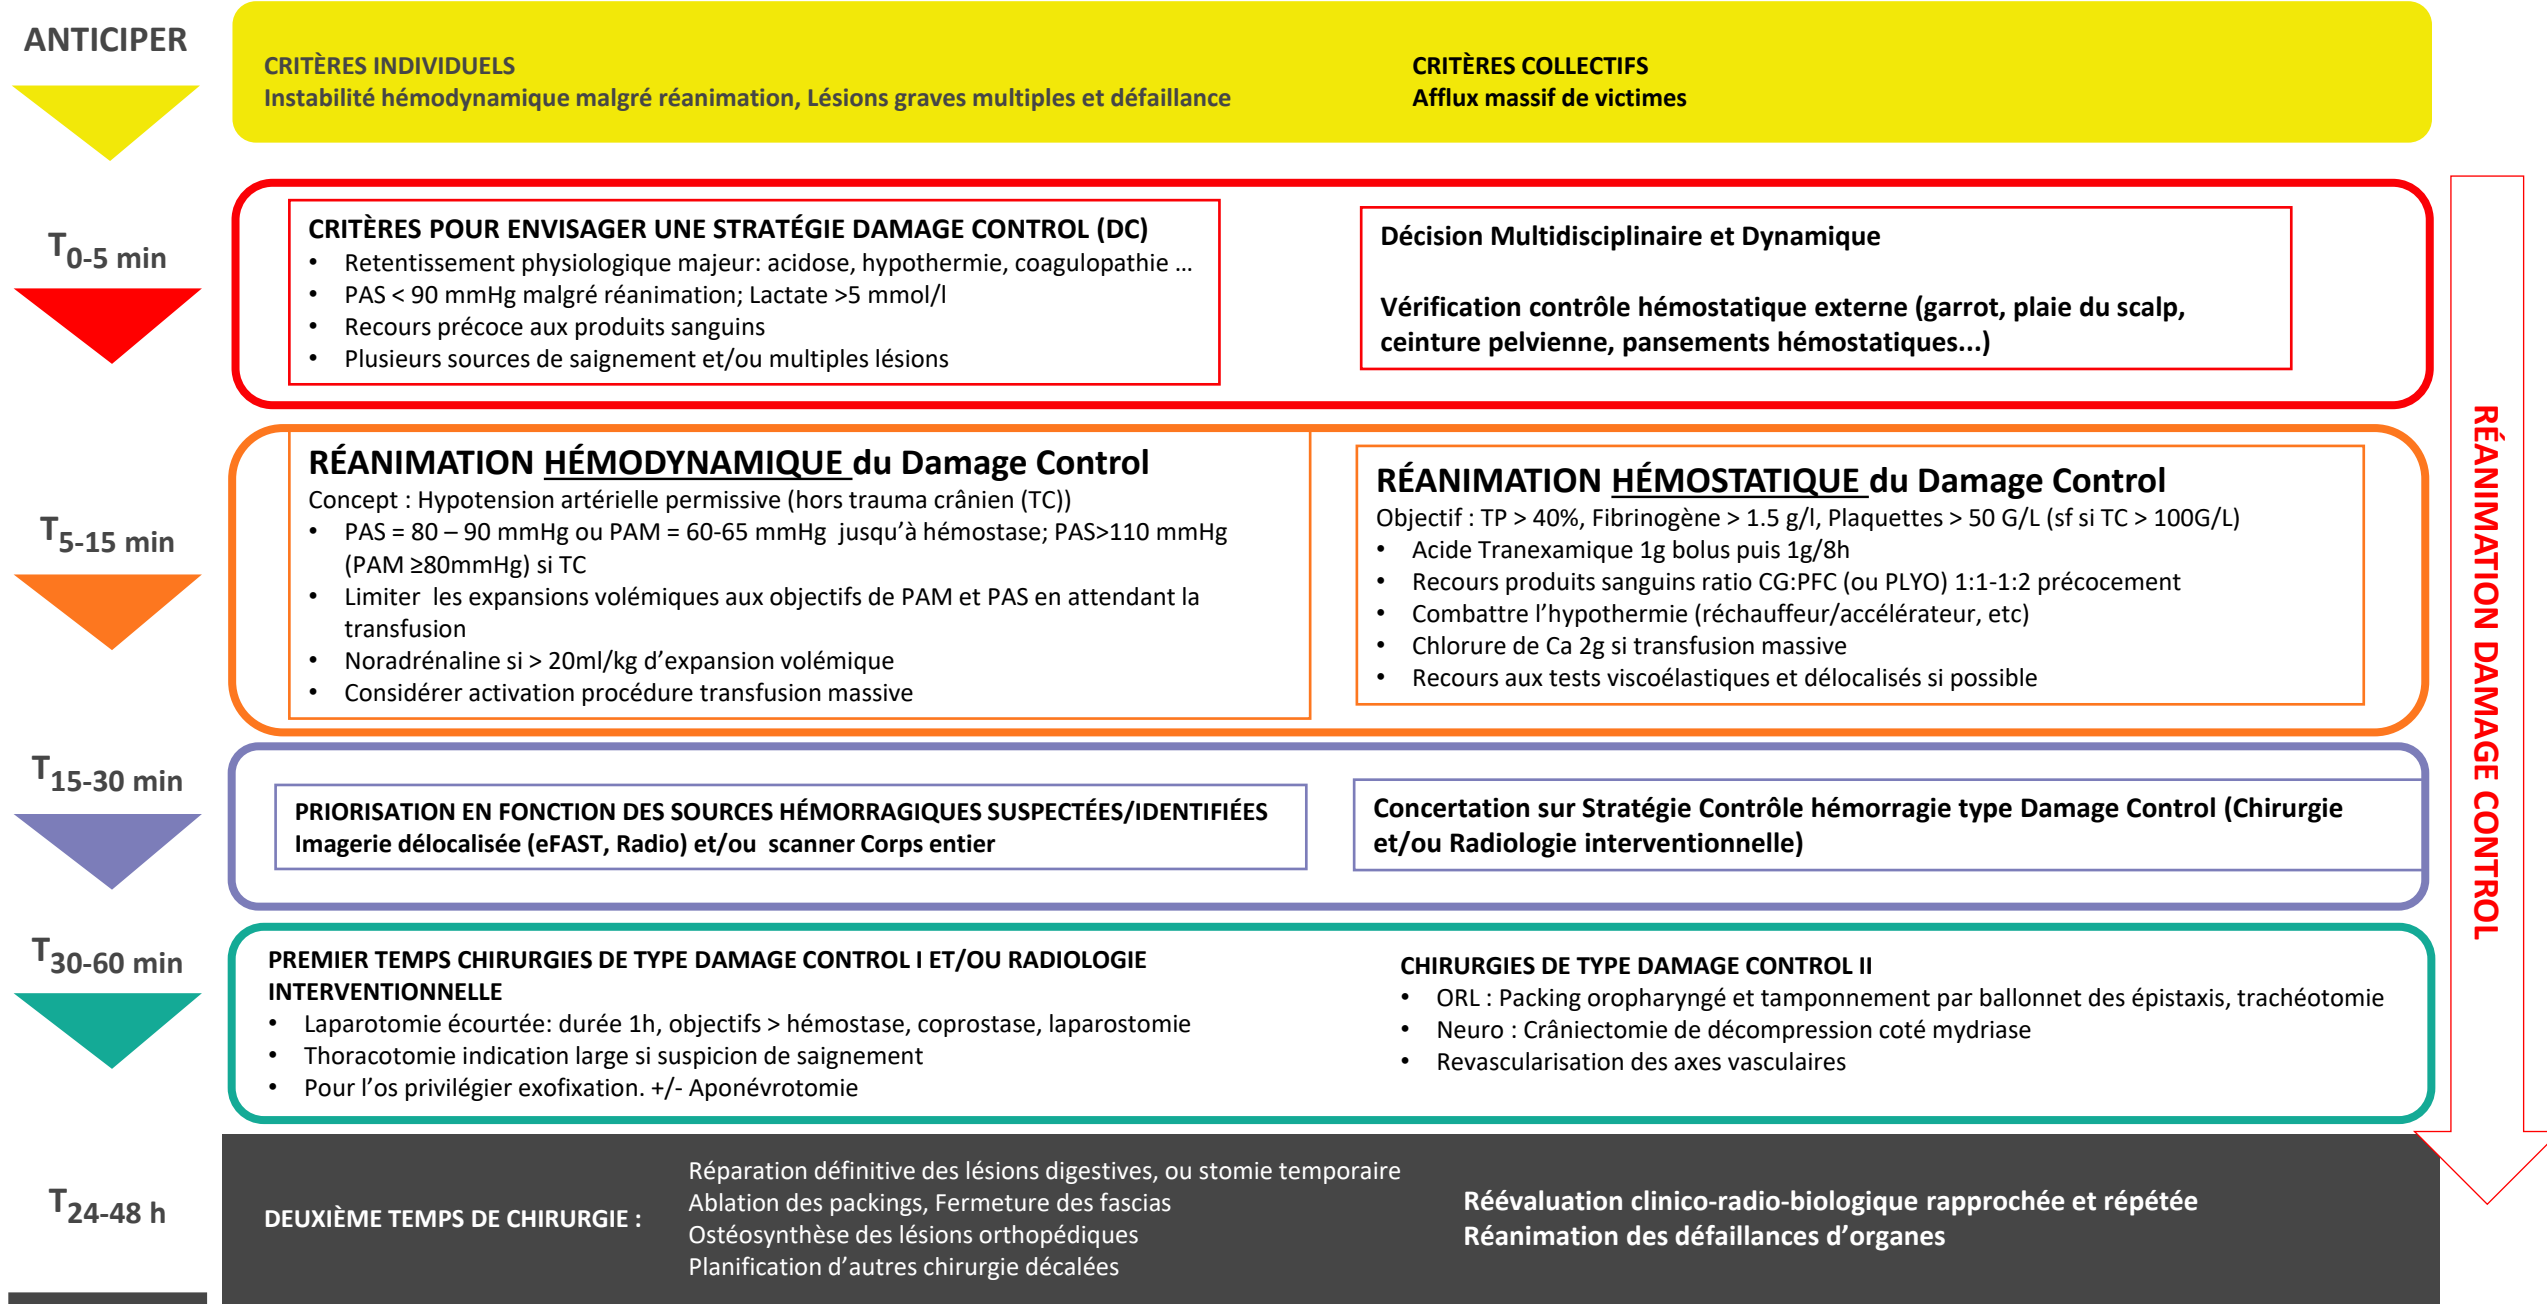 ANTICIPER
CRITÈRES INDIVIDUELS
Instabilité hémodynamique malgré réanimation, Lésions graves multiples et défaillance
CRITÈRES COLLECTIFS
Afflux massif de victimes
T0-5 min
CRITÈRES POUR ENVISAGER UNE STRATÉGIE DAMAGE CONTROL (DC)
• Retentissement physiologique majeur: acidose, hypothermie, coagulopathie ...
• PAS < 90 mmHg malgré réanimation; Lactate >5 mmol/l
• Recours précoce aux produits sanguins
• Plusieurs sources de saignement et/ou multiples lésions
Décision Multidisciplinaire et Dynamique
Vérification contrôle hémostatique externe (garrot, plaie du scalp,
ceinture pelvienne, pansements hémostatiques...)
T5-15 min
RÉANIMATION HÉMODYNAMIQUE du Damage Control
Concept : Hypotension artérielle permissive (hors trauma crânien (TC))
• PAS = 80 – 90 mmHg ou PAM = 60-65 mmHg jusqu'à hémostase; PAS>110 mmHg
(PAM ≥80mmHg) si TC
• Limiter les expansions volémiques aux objectifs de PAM et PAS en attendant la
transfusion
• Noradrénaline si > 20ml/kg d'expansion volémique
• Considérer activation procédure transfusion massive
RÉANIMATION HÉMOSTATIQUE du Damage Control
Objectif : TP > 40%, Fibrinogène > 1.5 g/l, Plaquettes > 50 G/L (sf si TC > 100G/L)
• Acide Tranexamique 1g bolus puis 1g/8h
• Recours produits sanguins ratio CG:PFC (ou PLYO) 1:1-1:2 précocement
• Combattre l'hypothermie (réchauffeur/accélérateur, etc)
• Chlorure de Ca 2g si transfusion massive
• Recours aux tests viscoélastiques et délocalisés si possible
T15-30 min
PRIORISATION EN FONCTION DES SOURCES HÉMORRAGIQUES SUSPECTÉES/IDENTIFIÉES
Imagerie délocalisée (eFAST, Radio) et/ou scanner Corps entier
Concertation sur Stratégie Contrôle hémorragie type Damage Control (Chirurgie
et/ou Radiologie interventionnelle)
T30-60 min
PREMIER TEMPS CHIRURGIES DE TYPE DAMAGE CONTROL I ET/OU RADIOLOGIE
INTERVENTIONNELLE
• Laparotomie écourtée: durée 1h, objectifs > hémostase, coprostase, laparostomie
• Thoracotomie indication large si suspicion de saignement
• Pour l'os privilégier exofixation. +/- Aponévrotomie
CHIRURGIES DE TYPE DAMAGE CONTROL II
• ORL : Packing oropharyngé et tamponnement par ballonnet des épistaxis, trachéotomie
• Neuro : Crâniectomie de décompression coté mydriase
• Revascularisation des axes vasculaires
T24-48 h
DEUXIÈME TEMPS DE CHIRURGIE :
Réparation définitive des lésions digestives, ou stomie temporaire
Ablation des packings, Fermeture des fascias
Ostéosynthèse des lésions orthopédiques
Planification d'autres chirurgie décalées
Réévaluation clinico-radio-biologique rapprochée et répétée
Réanimation des défaillances d'organes
RÉANIMATION DAMAGE CONTROL